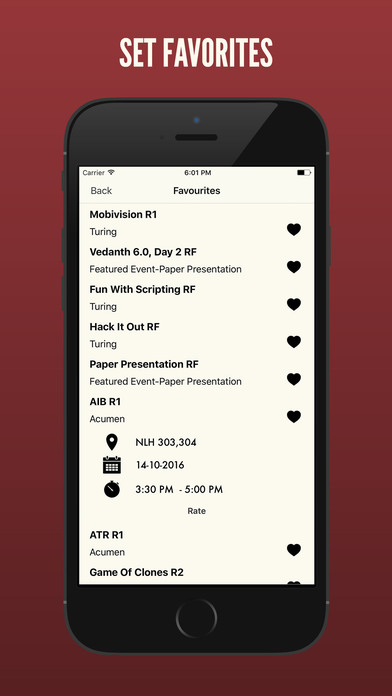 SET FAVORITES
Carrier 6:01 PM
Back Favourites
Mobivision R1
Turing
Vedanth 6.0, Day 2 RF
Featured Event-Paper Presentation
Fun With Scripting RF
Turing
Hack It Out RF
Turing
Paper Presentation RF
Featured Event-Paper Presentation
AIB R1
Acumen
NLH 303,304
14-10-2016
3:30 PM - 5:00 PM
Rate
ATR R1
Acumen
Game Of Clones R2